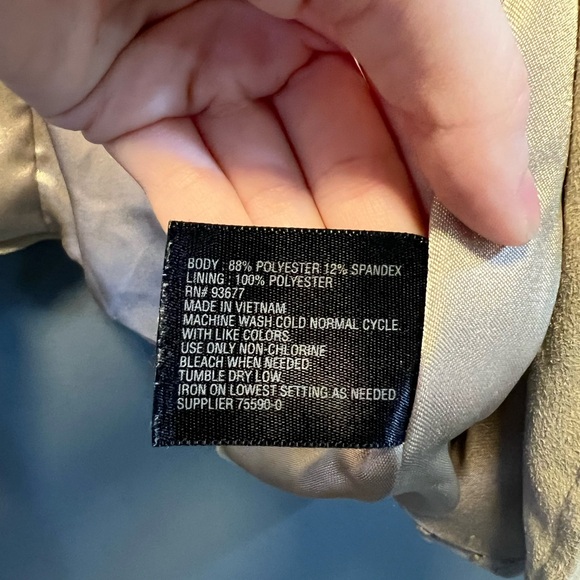 BODY : 88% POLYESTER 12% SPANDEX
LINING : 100% POLYESTER
RN# 93677
MADE IN VIETNAM
MACHINE WASH COLD NORMAL CYCLE.
WITH LIKE COLORS.
USE ONLY NON-CHLORINE
BLEACH WHEN NEEDED
TUMBLE DRY LOW.
IRON ON LOWEST SETTING AS NEEDED
SUPPLIER 75590-0